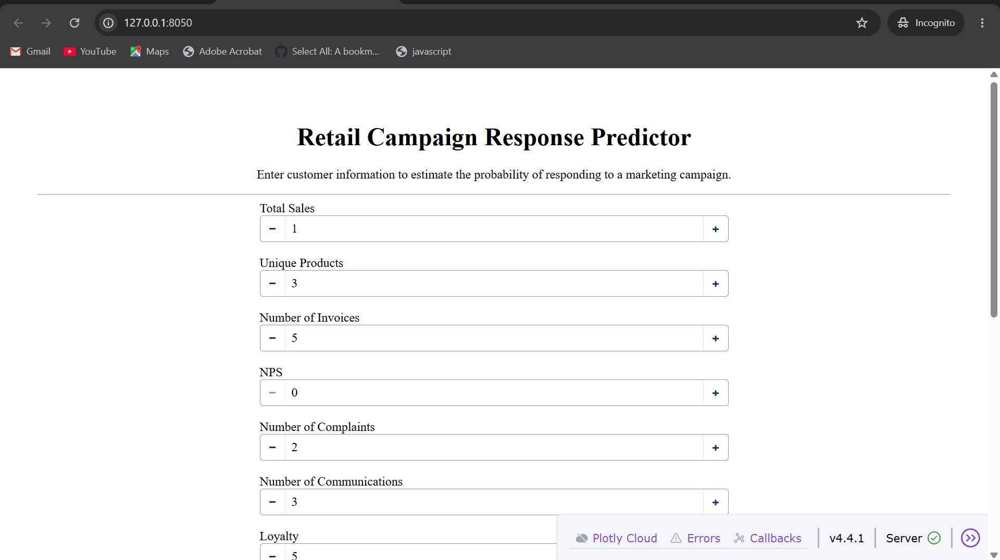 127.0.0.1:8050
Incognito
Gmail YouTube Maps Adobe Acrobat Select All: A bookm... javascript
Retail Campaign Response Predictor
Enter customer information to estimate the probability of responding to a marketing campaign.
Total Sales
− 1 +
Unique Products
− 3 +
Number of Invoices
− 5 +
NPS
− 0 +
Number of Complaints
− 2 +
Number of Communications
− 3 +
Loyalty
− 5
Plotly Cloud Errors Callbacks v4.4.1 Server